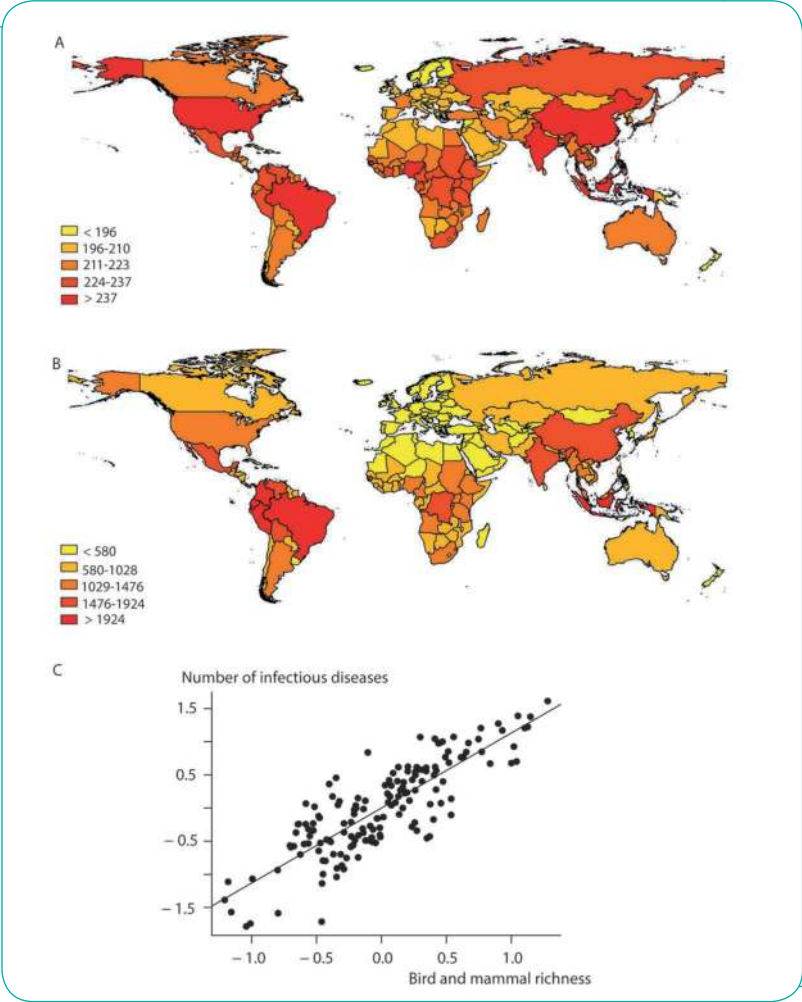 A
< 196
196-210
211-223
224-237
> 237
B
< 580
580-1028
1029-1476
1476-1924
> 1924
C
Number of infectious diseases
1.5
0.5
– 0.5
– 1.5
– 1.0 – 0.5 0.0 0.5 1.0
Bird and mammal richness